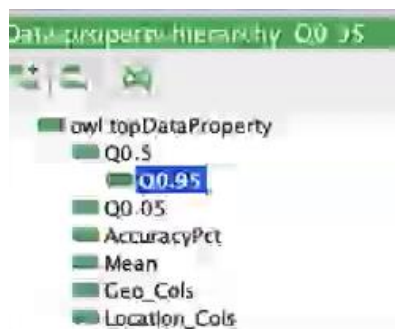 Data property hierarchy Q0.95
owl:topDataProperty
Q0.5
Q0.95
Q0.05
AccuracyPct
Mean
Geo_Cols
Location_Cols